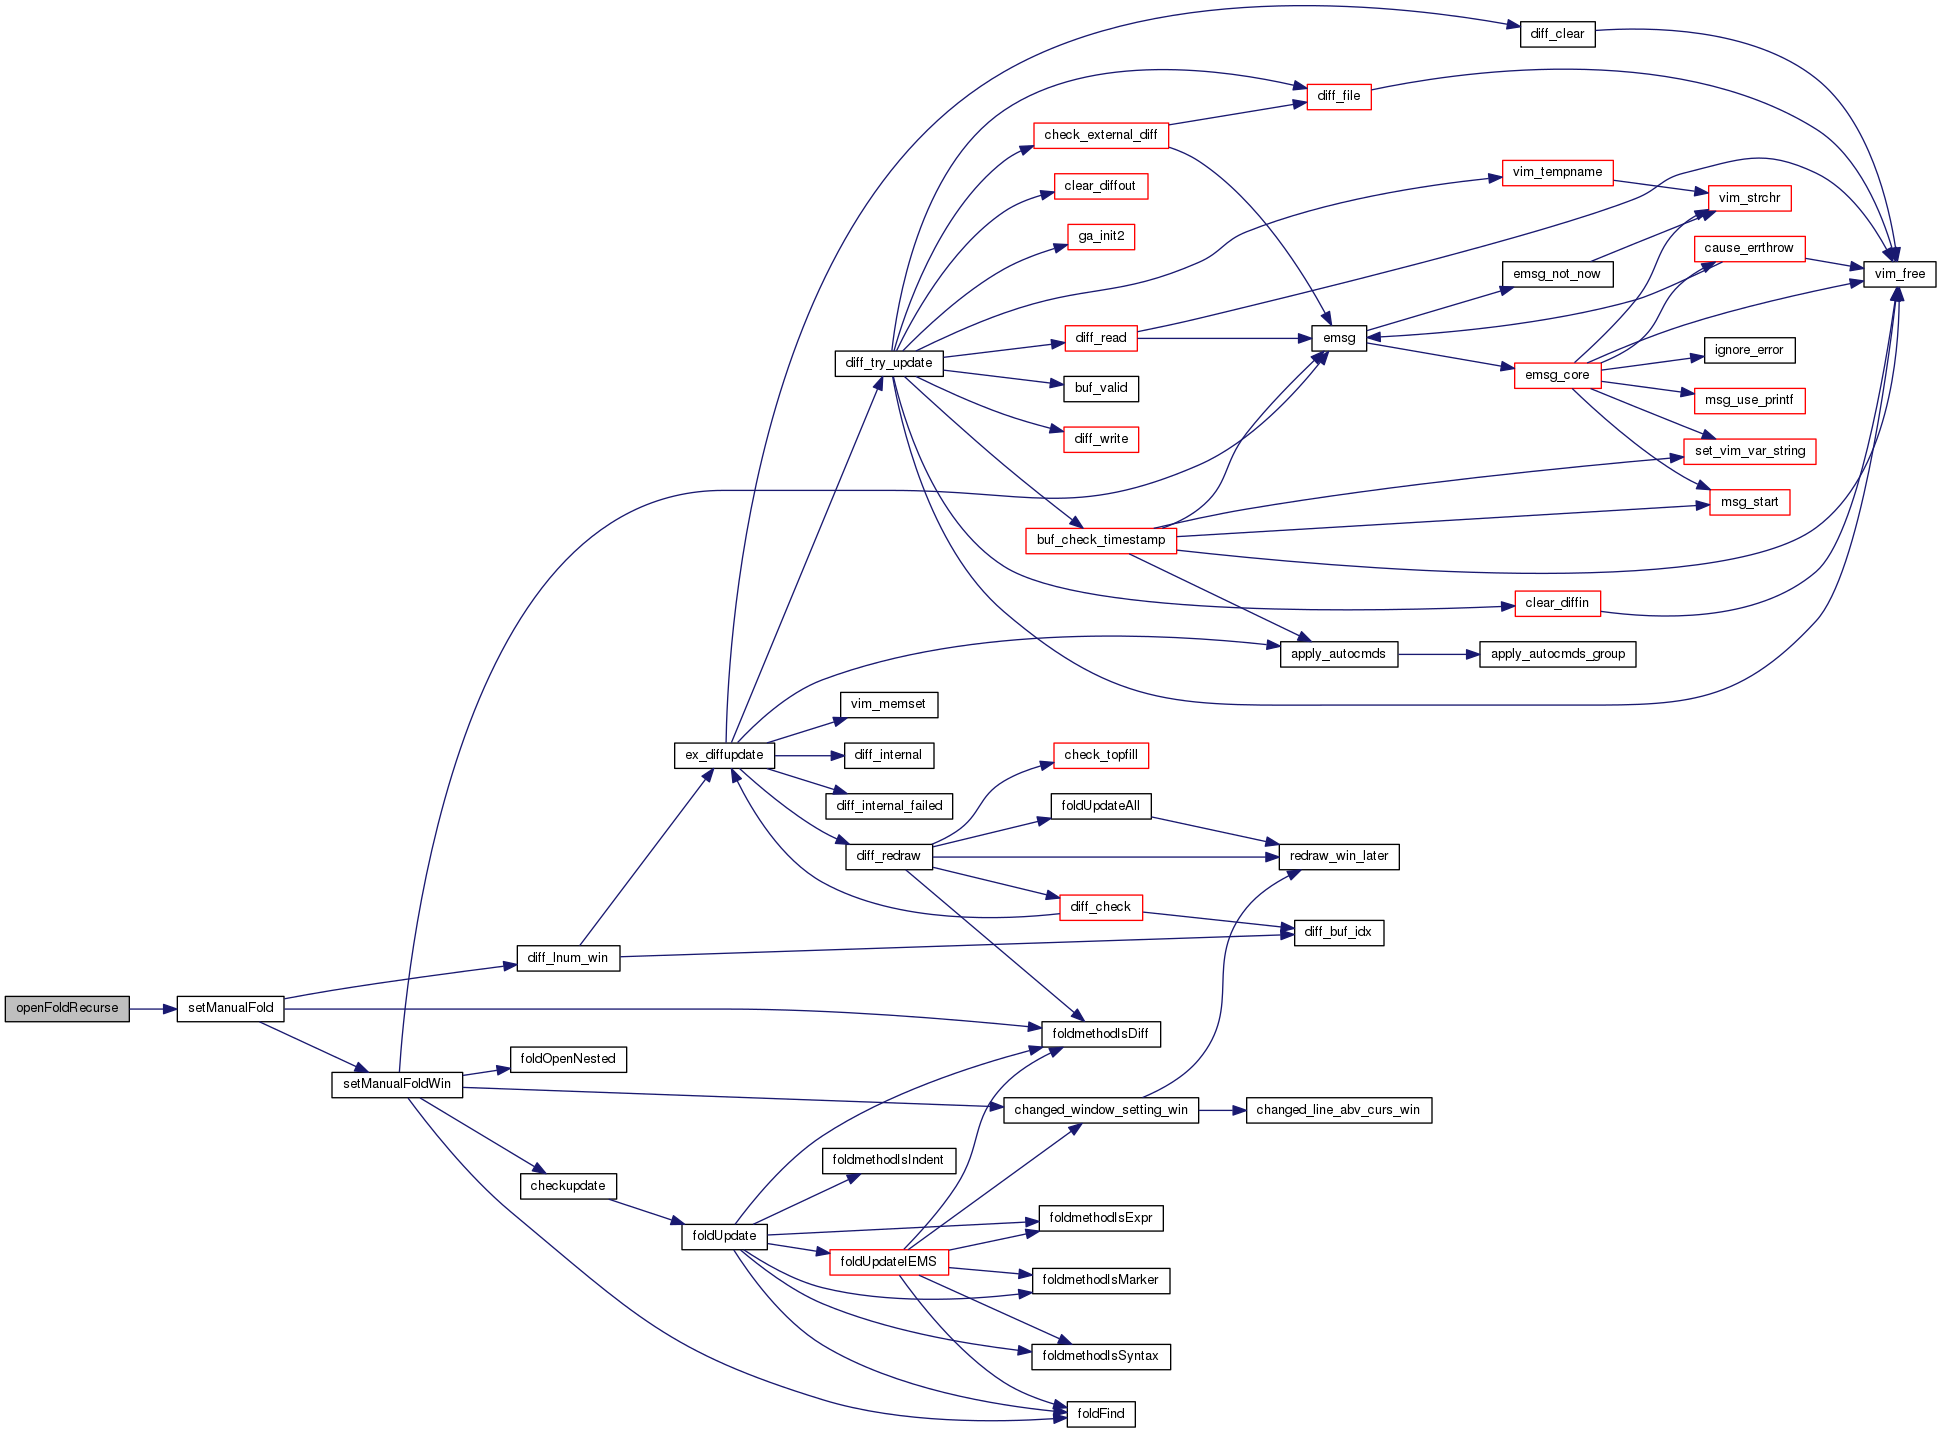 diff_clear
diff_file
check_external_diff
vim_tempname
clear_diffout
vim_strchr
ga_init2
cause_errthrow
emsg_not_now
vim_free
diff_read
emsg
ignore_error
diff_try_update
emsg_core
buf_valid
msg_use_printf
diff_write
set_vim_var_string
msg_start
buf_check_timestamp
clear_diffin
apply_autocmds
apply_autocmds_group
vim_memset
ex_diffupdate
diff_internal
check_topfill
diff_internal_failed
foldUpdateAll
diff_redraw
redraw_win_later
diff_check
diff_buf_idx
diff_lnum_win
openFoldRecurse
setManualFold
foldmethodIsDiff
foldOpenNested
setManualFoldWin
changed_window_setting_win
changed_line_abv_curs_win
foldmethodIsIndent
checkupdate
foldmethodIsExpr
foldUpdate
foldUpdateIEMS
foldmethodIsMarker
foldmethodIsSyntax
foldFind